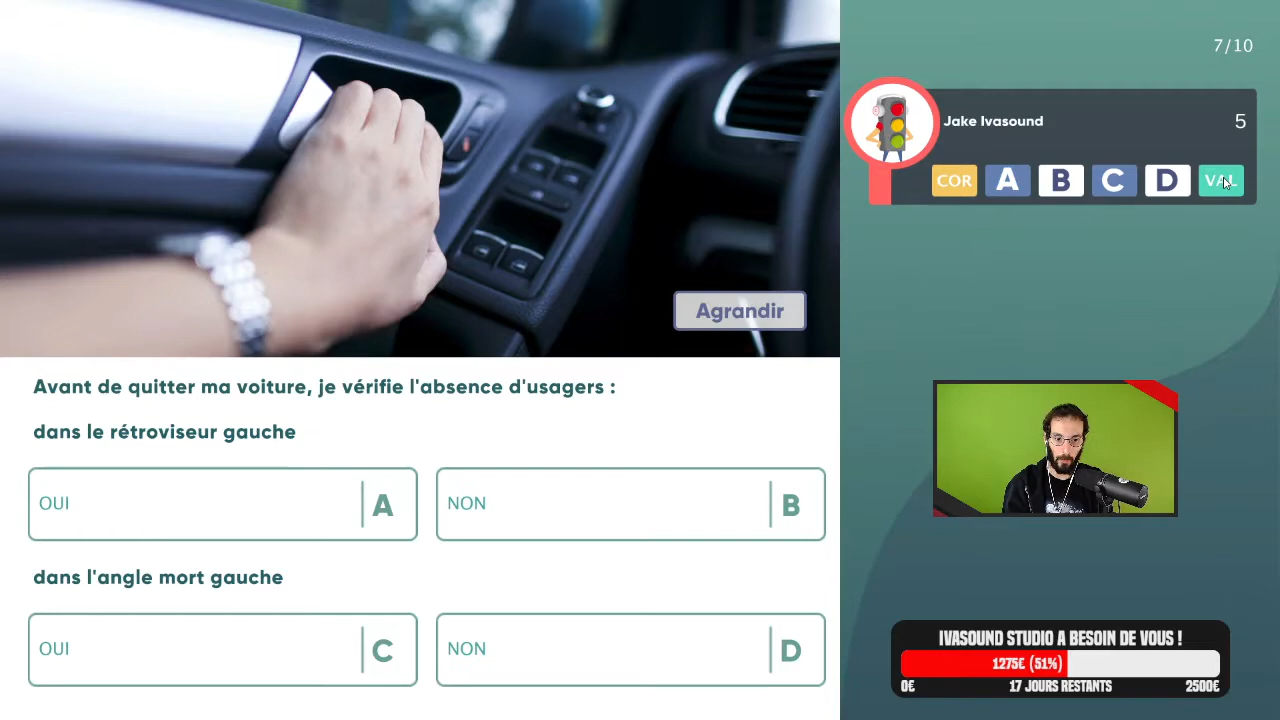 7/10
Jake Ivasound
5
COR
A
B
C
D
VAL
Agrandir
Avant de quitter ma voiture, je vérifie l'absence d'usagers :
dans le rétroviseur gauche
OUI
A
NON
B
dans l'angle mort gauche
OUI
C
NON
D
IVASOUND STUDIO A BESOIN DE VOUS !
1275€ (51%)
0€
17 JOURS RESTANTS
2500€